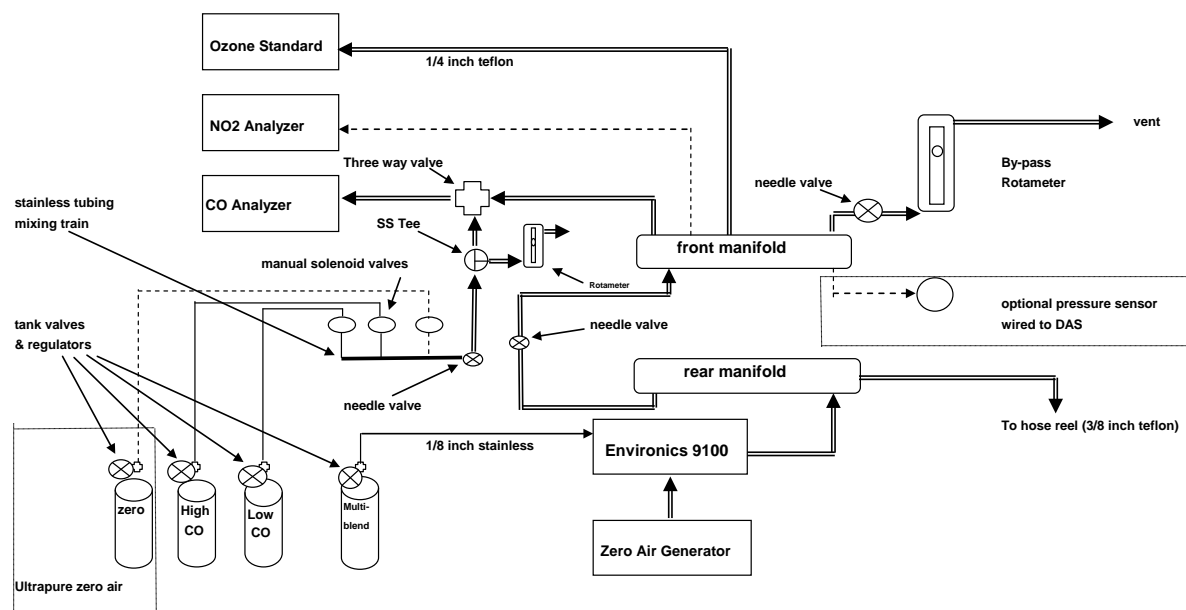 Ozone Standard
1/4 inch teflon
NO2 Analyzer
vent
Three way valve
By-pass
Rotameter
needle valve
stainless tubing
mixing train
CO Analyzer
SS Tee
front manifold
manual solenoid valves
Rotameter
optional pressure sensor
wired to DAS
tank valves
& regulators
needle valve
rear manifold
needle valve
To hose reel (3/8 inch teflon)
1/8 inch stainless
Environics 9100
zero
High
CO
Low
CO
Multi-
blend
Zero Air Generator
Ultrapure zero air